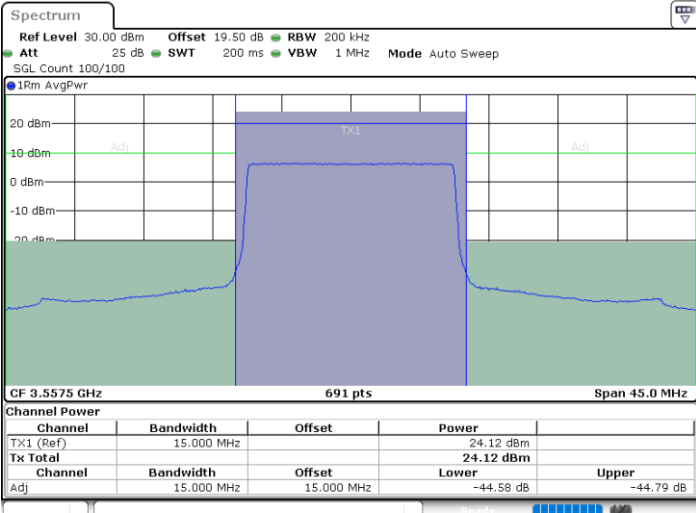 Spectrum
Ref Level 30.00 dBm Offset 19.50 dB RBW 200 kHz
Att 25 dB SWT 200 ms VBW 1 MHz Mode Auto Sweep
SGL Count 100/100
1Rm AvgPwr
20 dBm
TX1
Adj Adj
10 dBm
0 dBm
-10 dBm
-20 dBm
CF 3.5575 GHz 691 pts Span 45.0 MHz
Channel Power
Channel Bandwidth Offset Power
TX1 (Ref) 15.000 MHz 24.12 dBm
Tx Total 24.12 dBm
Channel Bandwidth Offset Lower Upper
Adj 15.000 MHz 15.000 MHz -44.58 dB -44.79 dB
Ready